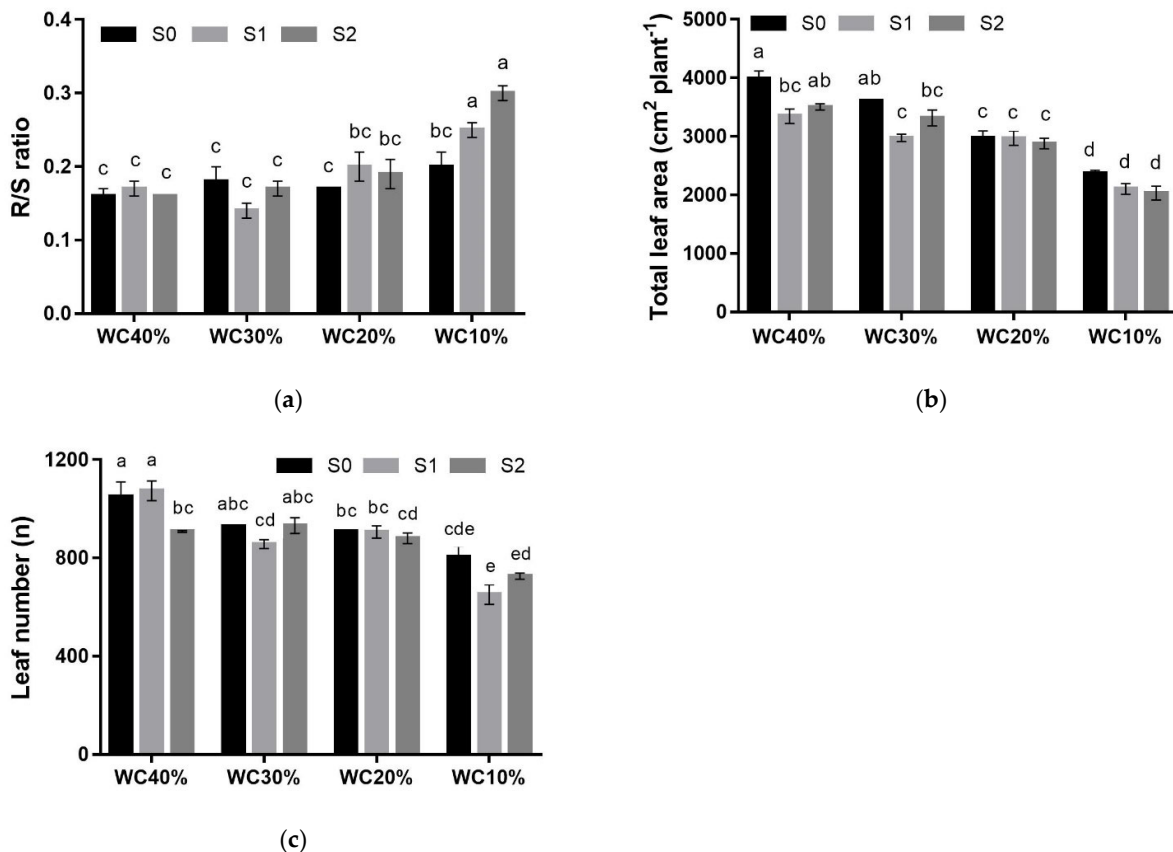 0.4
S0 S1 S2
a
a
0.3
c c c
c c c
c bc bc
bc
0.2
0.1
0.0
R/S ratio
WC40% WC30% WC20% WC10%
(a)
5000
S0 S1 S2
a bc ab
ab c bc
c c c
d d d
4000
3000
2000
1000
0
Total leaf area (cm² plant⁻¹)
WC40% WC30% WC20% WC10%
(b)
1200
S0 S1 S2
a a bc
abc cd abc
bc bc cd
cde e ed
800
400
0
Leaf number (n)
WC40% WC30% WC20% WC10%
(c)